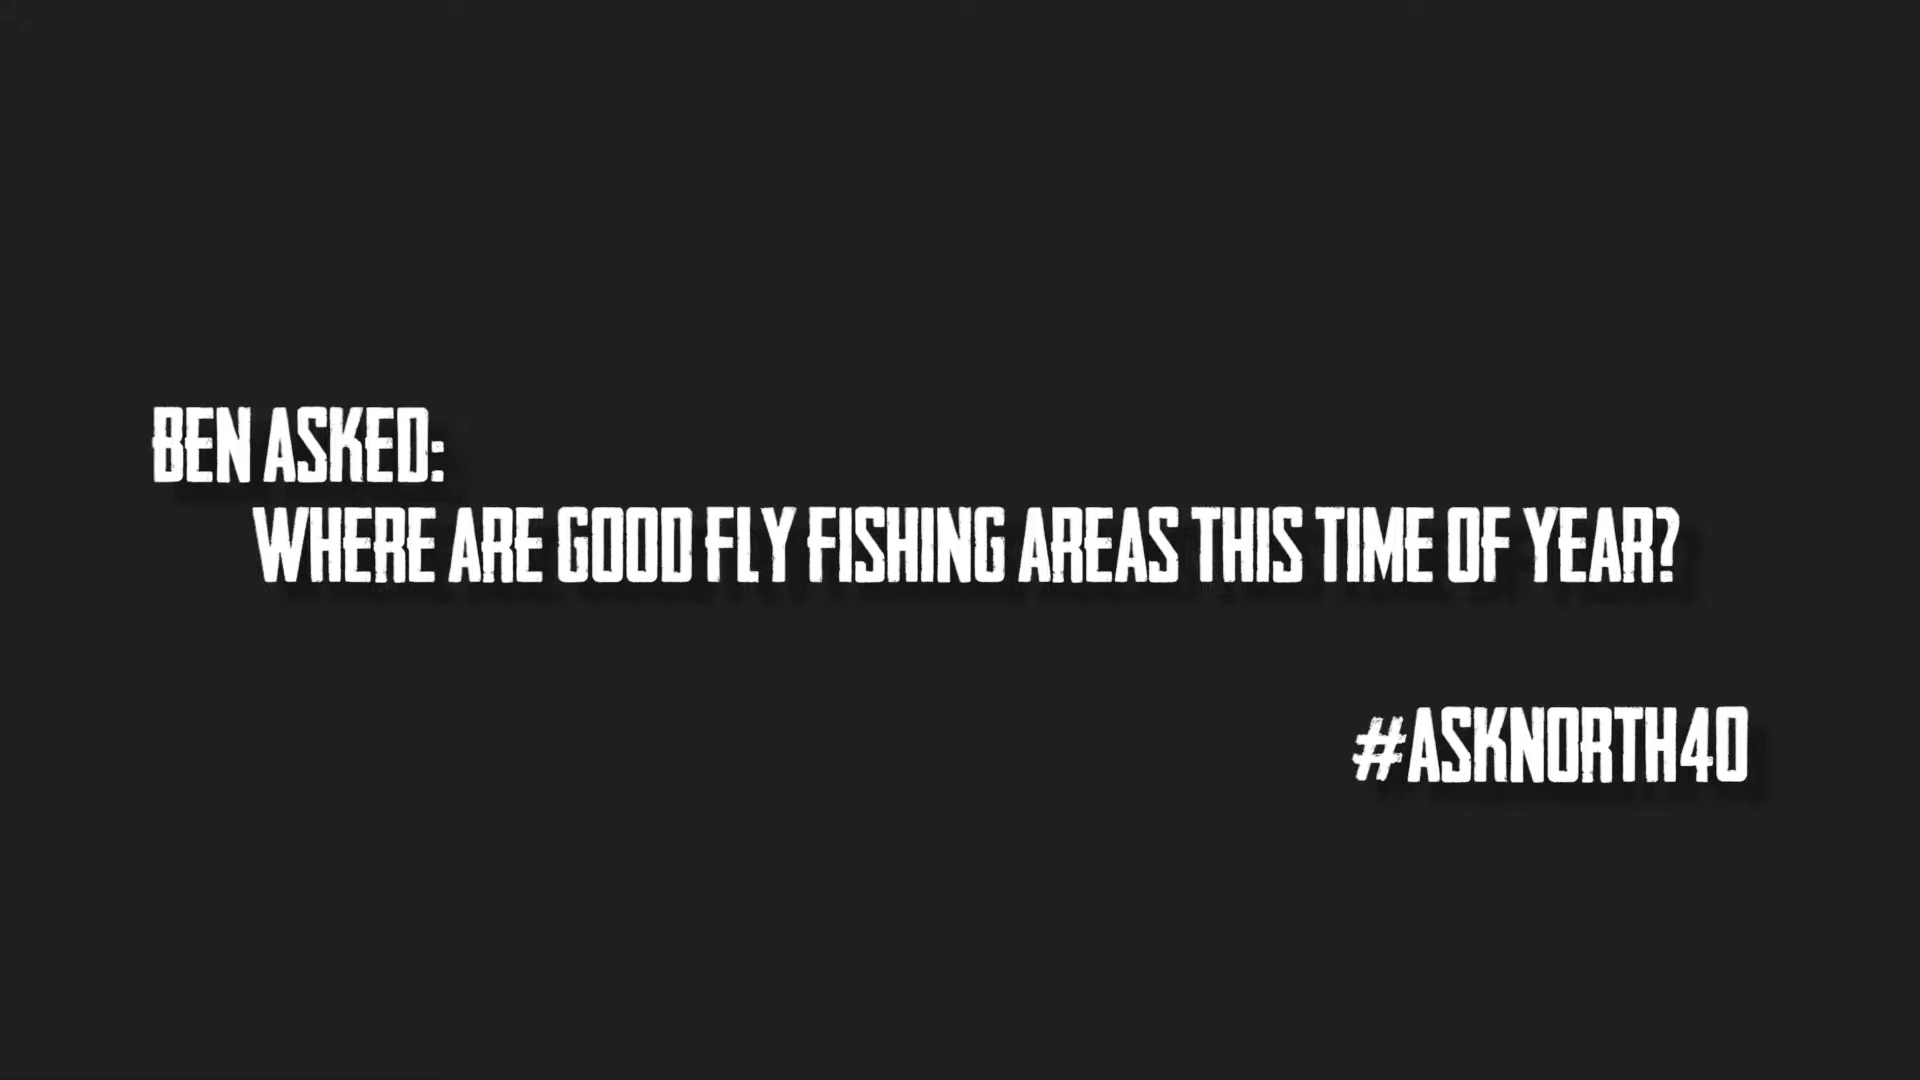 BEN ASKED:
WHERE ARE GOOD FLY FISHING AREAS THIS TIME OF YEAR?
#ASKNORTH40